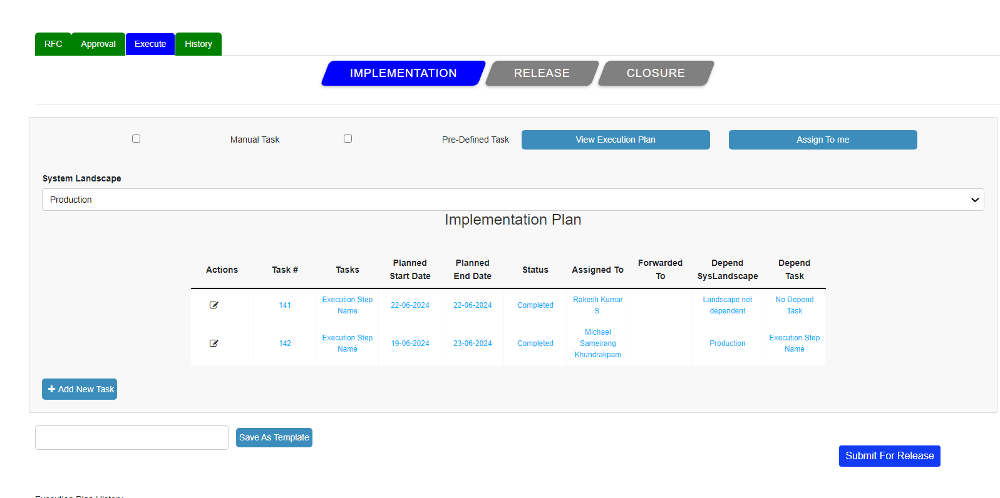 RFC Approval Execute History
IMPLEMENTATION RELEASE CLOSURE
Manual Task Pre-Defined Task View Execution Plan Assign To me
System Landscape
Production
Implementation Plan
Actions Task # Tasks Planned Start Date Planned End Date Status Assigned To Forwarded To Depend SysLandscape Depend Task
141 Execution Step Name 22-06-2024 22-06-2024 Completed Rakesh Kumar S. Landscape not dependent No Depend Task
142 Execution Step Name 19-06-2024 23-06-2024 Completed Michael Sameirang Khundrakpam Production Execution Step Name
Add New Task
Save As Template
Submit For Release
Execution Plan History